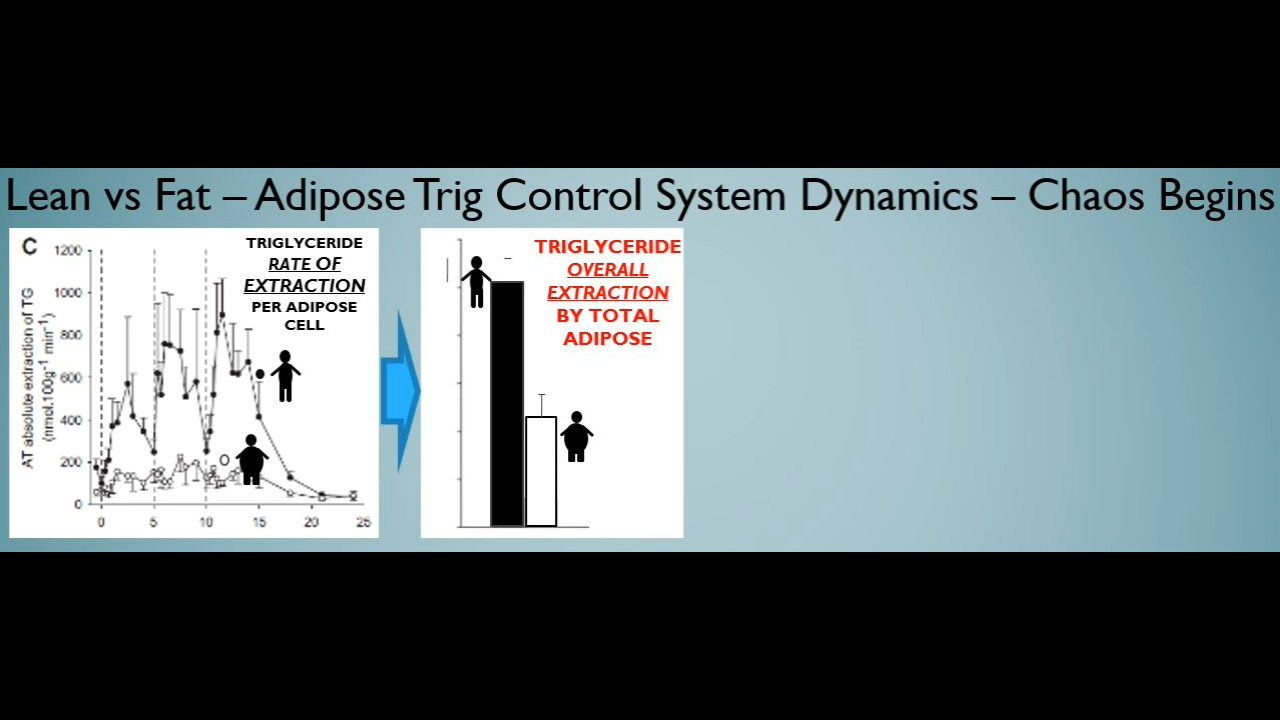 Lean vs Fat – Adipose Trig Control System Dynamics – Chaos Begins
C
TRIGLYCERIDE
RATE OF
EXTRACTION
PER ADIPOSE
CELL
AT absolute extraction of TG
(nmol.100g⁻¹ min⁻¹)
1200
1000
800
600
400
200
0
0 5 10 15 20 25
TRIGLYCERIDE
OVERALL
EXTRACTION
BY TOTAL
ADIPOSE